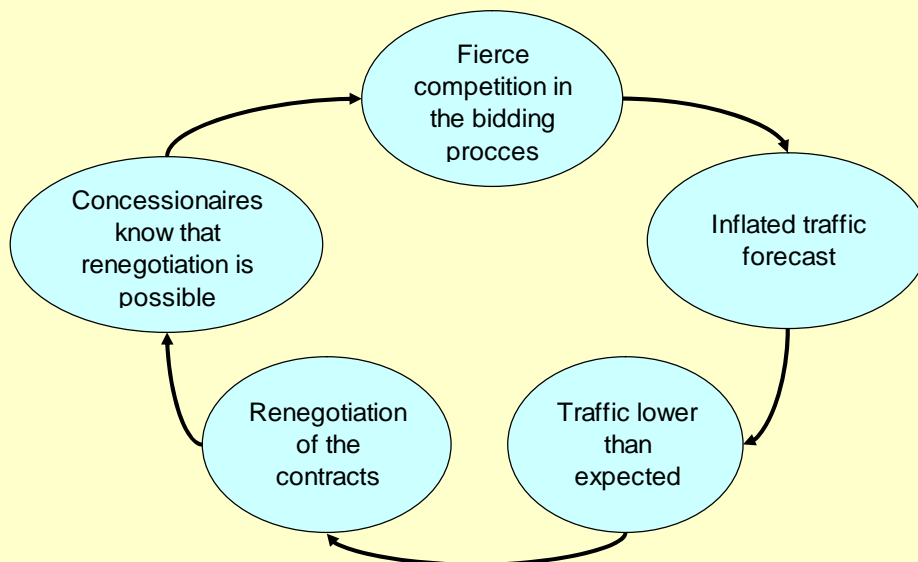 Fierce
competition in
the bidding
procces
Inflated traffic
forecast
Traffic lower
than
expected
Renegotiation
of the
contracts
Concessionaires
know that
renegotiation is
possible